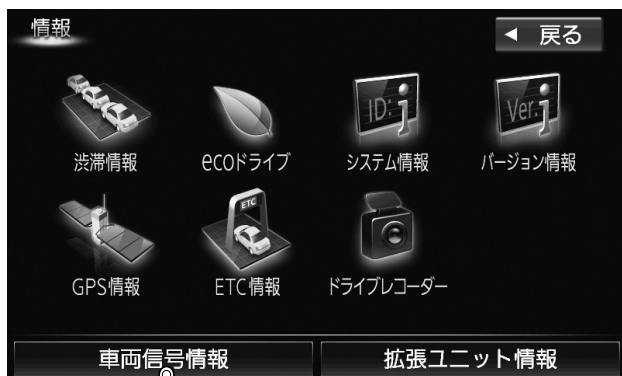 情報
◀ 戻る
ID: i
Ver. i
渋滞情報
ecoドライブ
システム情報
バージョン情報
ETC
GPS情報
ETC情報
ドライブレコーダー
車両信号情報
拡張ユニット情報